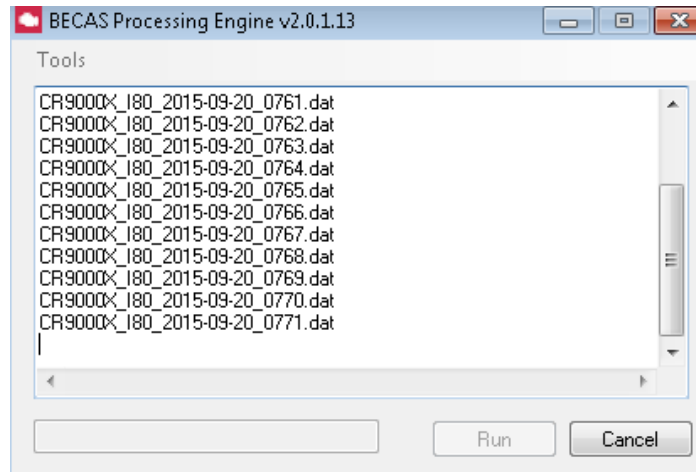 BECAS Processing Engine v2.0.1.13
Tools
CR9000X_I80_2015-09-20_0761.dat
CR9000X_I80_2015-09-20_0762.dat
CR9000X_I80_2015-09-20_0763.dat
CR9000X_I80_2015-09-20_0764.dat
CR9000X_I80_2015-09-20_0765.dat
CR9000X_I80_2015-09-20_0766.dat
CR9000X_I80_2015-09-20_0767.dat
CR9000X_I80_2015-09-20_0768.dat
CR9000X_I80_2015-09-20_0769.dat
CR9000X_I80_2015-09-20_0770.dat
CR9000X_I80_2015-09-20_0771.dat
Run Cancel